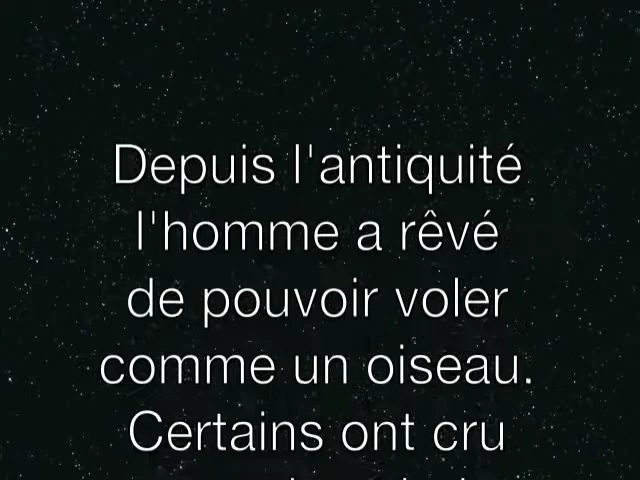 Depuis l'antiquité
l'homme a rêvé
de pouvoir voler
comme un oiseau.
Certains ont cru